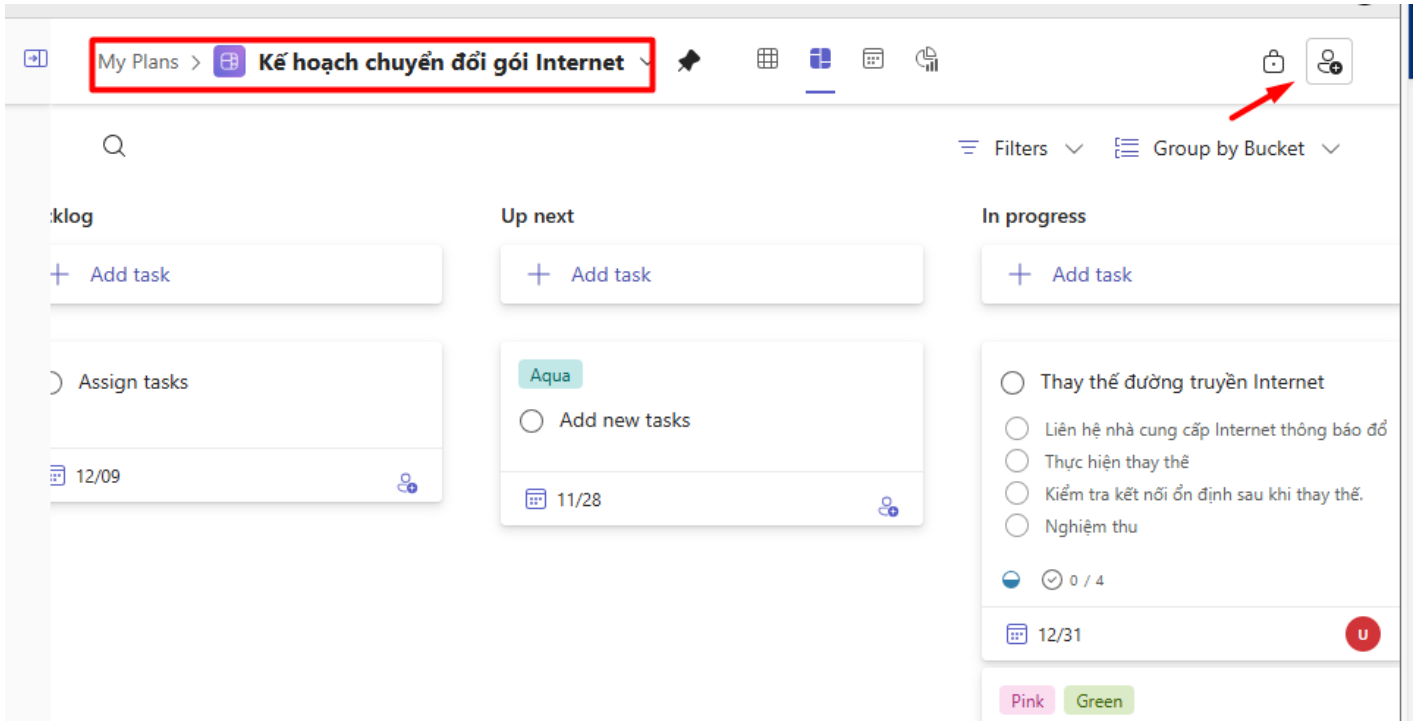 My Plans > Kế hoạch chuyển đổi gói Internet
Filters
Group by Bucket
klog
Add task
Assign tasks
12/09
Up next
Add task
Aqua
Add new tasks
11/28
In progress
Add task
Thay thế đường truyền Internet
Liên hệ nhà cung cấp Internet thông báo đổ
Thực hiện thay thế
Kiểm tra kết nối ổn định sau khi thay thế.
Nghiệm thu
0 / 4
12/31
U
Pink Green